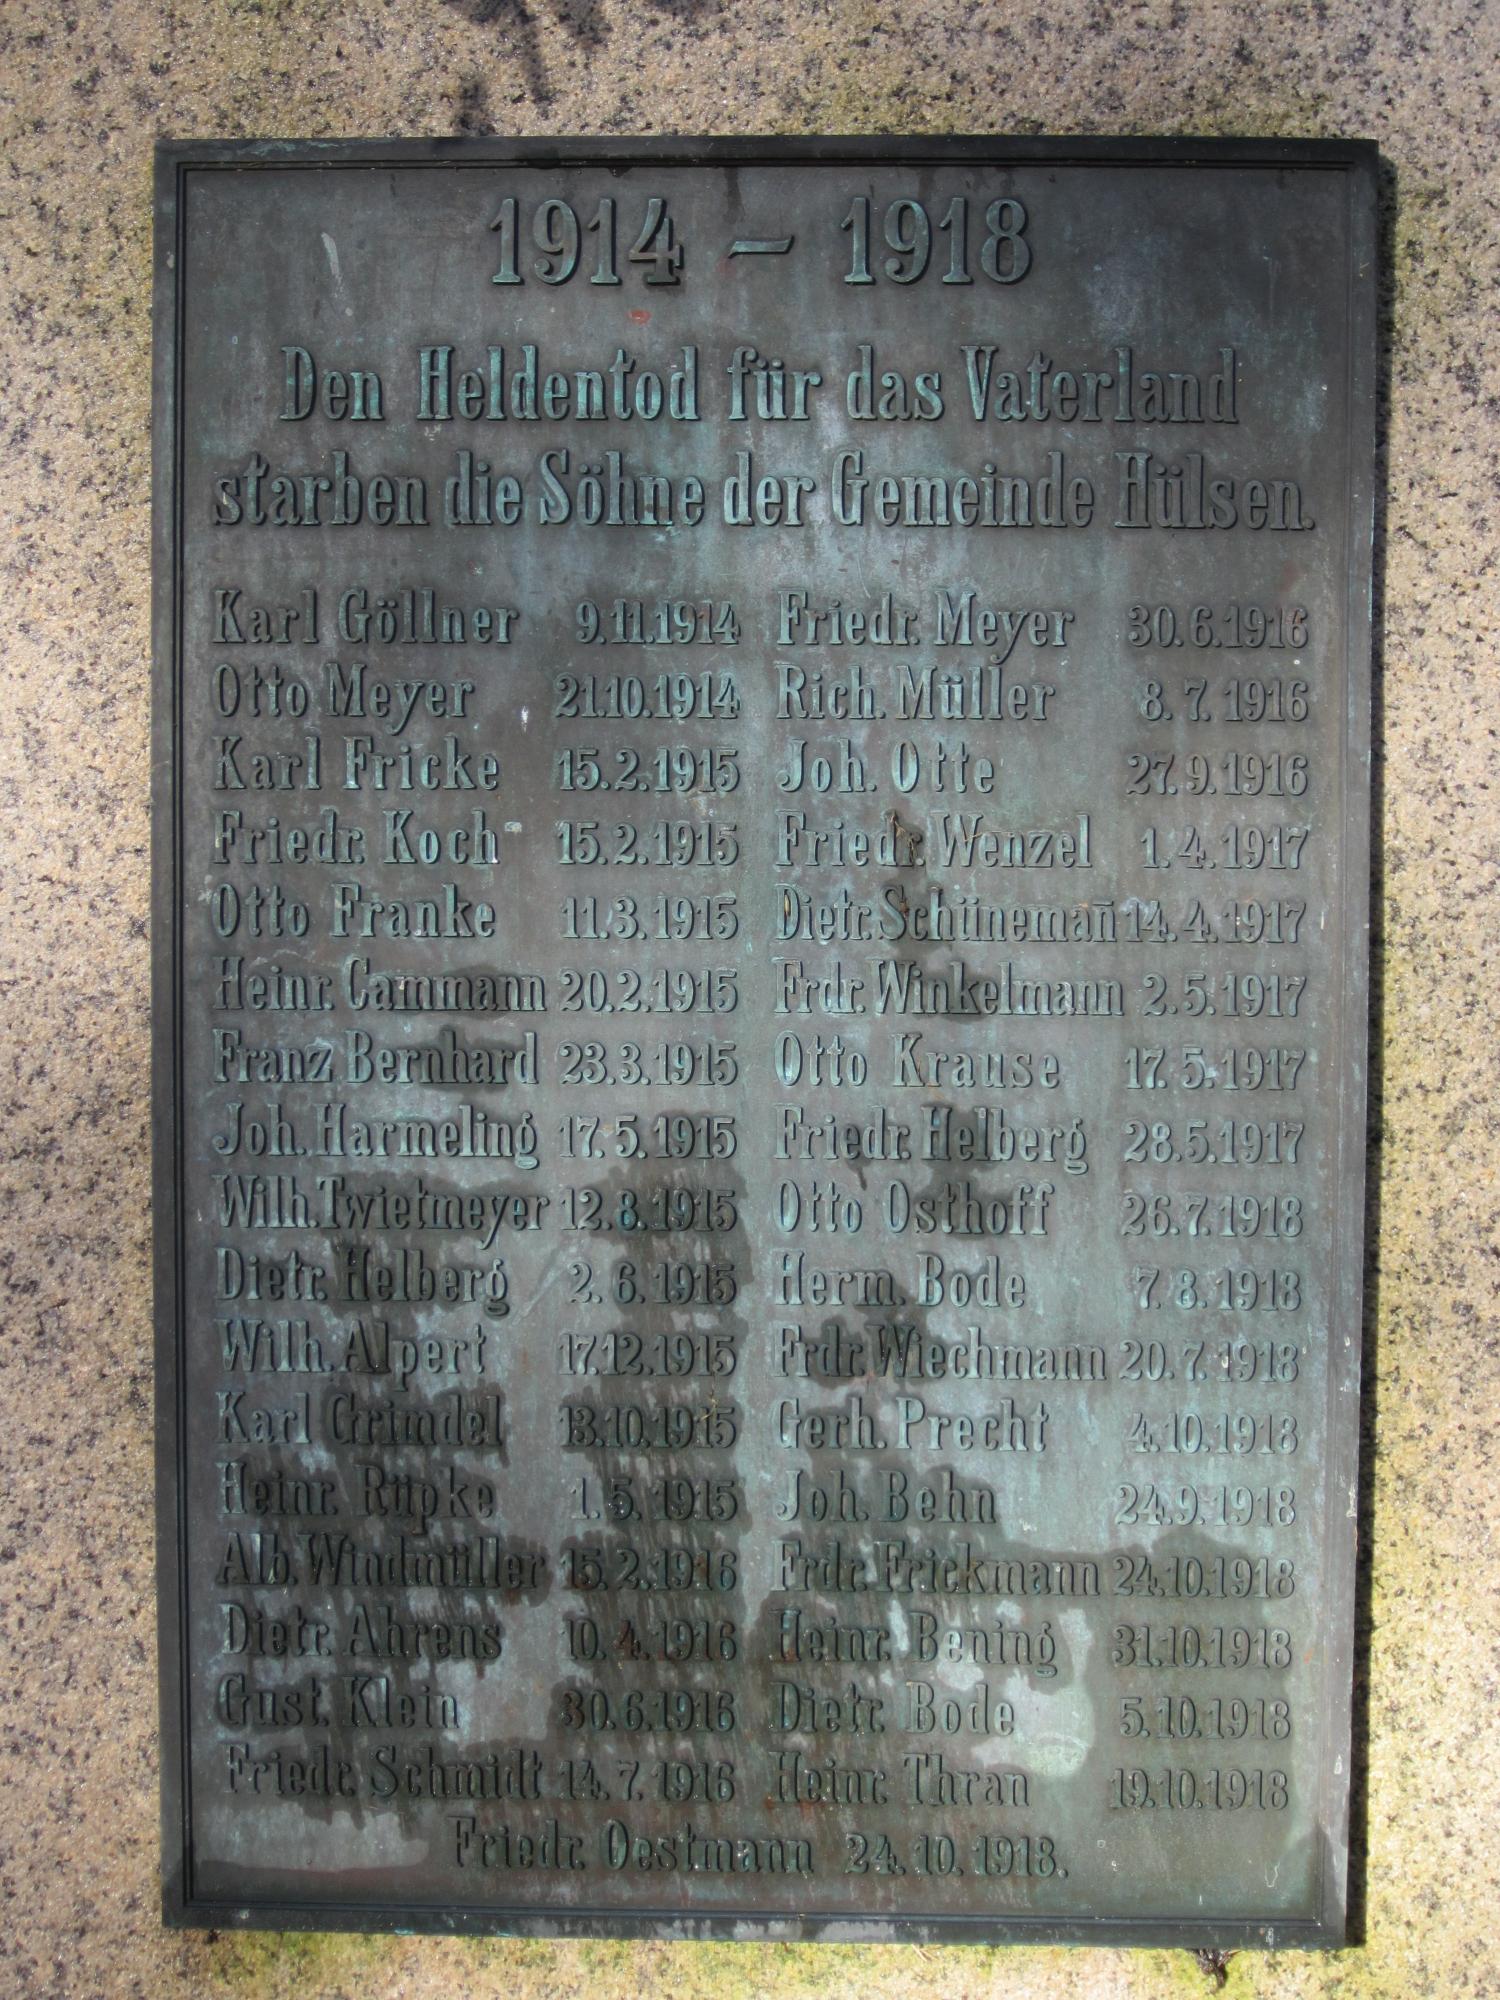 1914 – 1918
Den Heldentod für das Vaterland
starben die Söhne der Gemeinde Hülsen.
Karl Göllner 9.11.1914
Otto Meyer 21.10.1914
Karl Fricke 15.2.1915
Friedr. Koch 15.2.1915
Otto Franke 11.3.1915
Heinr. Cammann 20.2.1915
Franz Bernhard 23.3.1915
Joh. Harmeling 17.5.1915
Wilh. Twietmeyer 12.8.1915
Dietr. Helberg 2.6.1915
Wilh. Alpert 17.12.1915
Karl Grimdel 13.10.1915
Heinr. Rüpke 1.5.1915
Alb. Windmüller 15.2.1916
Dietr. Ahrens 10.4.1916
Gust. Klein 30.6.1916
Friedr. Schmidt 14.7.1916
Friedr. Meyer 30.6.1916
Rich. Müller 8.7.1916
Joh. Otte 27.9.1916
Friedr. Wenzel 1.4.1917
Dietr. Schünemañ 14.4.1917
Frdr. Winkelmann 2.5.1917
Otto Krause 17.5.1917
Friedr. Helberg 28.5.1917
Otto Osthoff 26.7.1918
Herm. Bode 7.8.1918
Frdr. Wiechmann 20.7.1918
Gerh. Precht 4.10.1918
Joh. Behn 24.9.1918
Frdr. Frickmann 24.10.1918
Heinr. Bening 31.10.1918
Dietr. Bode 5.10.1918
Heinr. Thran 19.10.1918
Friedr. Oestmann 24.10.1918.